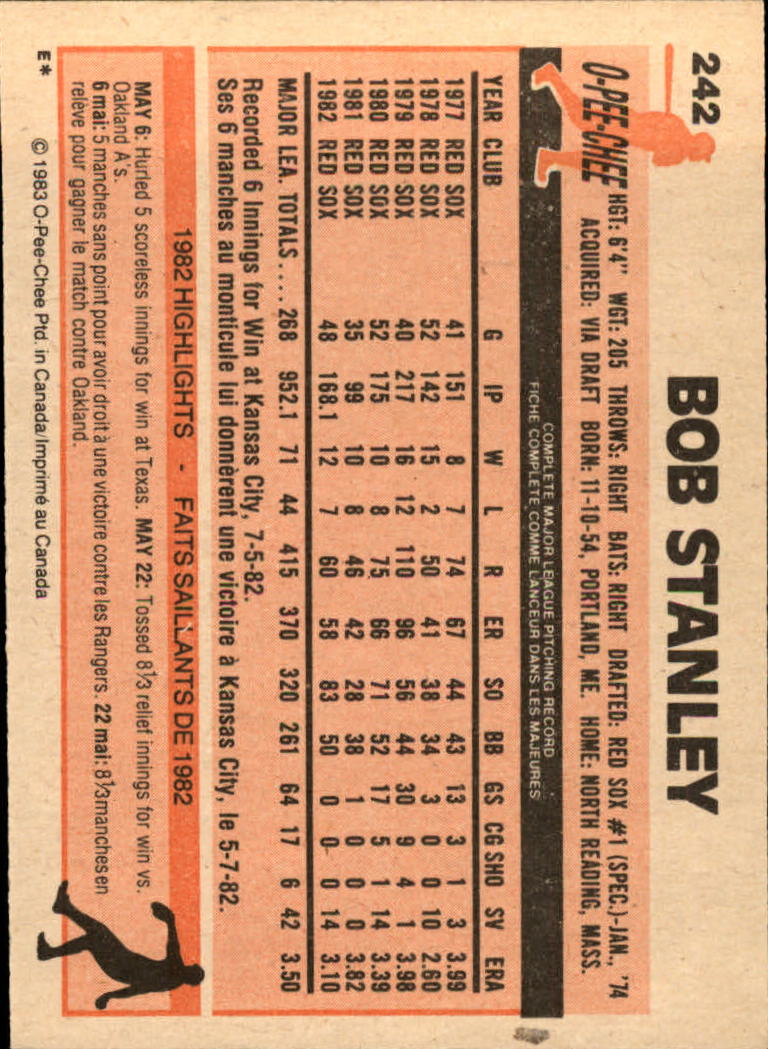 242
BOB STANLEY
O-PEE-CHEE
HGT: 6'4" WGT: 205 THROWS: RIGHT BATS: RIGHT DRAFTED: RED SOX #1 (SPEC.)-JAN., '74
ACQUIRED: VIA DRAFT BORN: 11-10-54, PORTLAND, ME. HOME: NORTH READING, MASS.
COMPLETE MAJOR LEAGUE PITCHING RECORD
FICHE COMPLETE COMME LANCEUR DANS LES MAJEURES
YEAR CLUB G IP W L R ER SO BB GS CG SHO SV ERA
1977 RED SOX 41 151 8 7 74 67 44 43 13 3 1 3 3.99
1978 RED SOX 52 142 15 2 50 41 38 34 3 0 0 10 2.60
1979 RED SOX 40 217 16 12 110 96 56 44 30 9 4 1 3.98
1980 RED SOX 52 175 10 8 75 66 71 52 17 5 1 14 3.39
1981 RED SOX 35 99 10 8 46 42 28 38 1 0 0 0 3.82
1982 RED SOX 48 168.1 12 7 60 58 83 50 0 0 0 14 3.10
MAJOR LEA. TOTALS.... 268 952.1 71 44 415 370 320 261 64 17 6 42 3.50
Recorded 6 Innings for Win at Kansas City, 7-5-82.
Ses 6 manches au monticule lui donnèrent une victoire à Kansas City, le 5-7-82.
1982 HIGHLIGHTS - FAITS SAILLANTS DE 1982
MAY 6: Hurled 5 scoreless innings for win at Texas. MAY 22: Tossed 8⅓ relief innings for win vs.
Oakland A's.
6 mai: 5 manches sans point pour avoir droit à une victoire contre les Rangers. 22 mai: 8⅓ manches en
relève pour gagner le match contre Oakland.
E* © 1983 O-Pee-Chee Ptd. in Canada/Imprimé au Canada